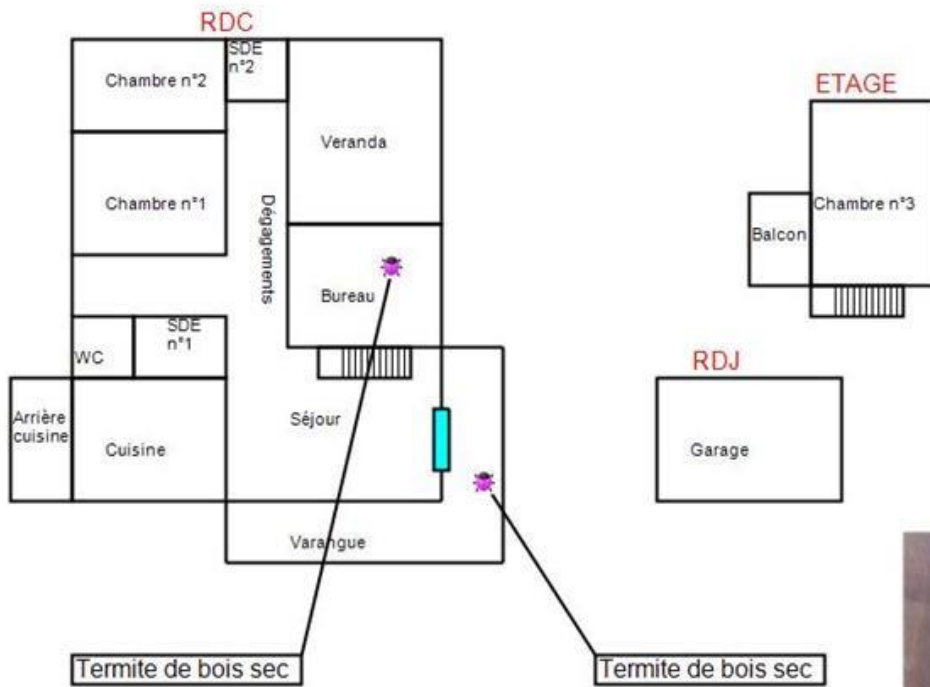 RDC
SDE
n°2
Chambre n°2
ETAGE
Veranda
Chambre n°1
Dégagements
Chambre n°3
Balcon
Bureau
SDE
n°1
WC
RDJ
Arrière
cuisine
Séjour
Cuisine
Garage
Varangue
Termite de bois sec
Termite de bois sec